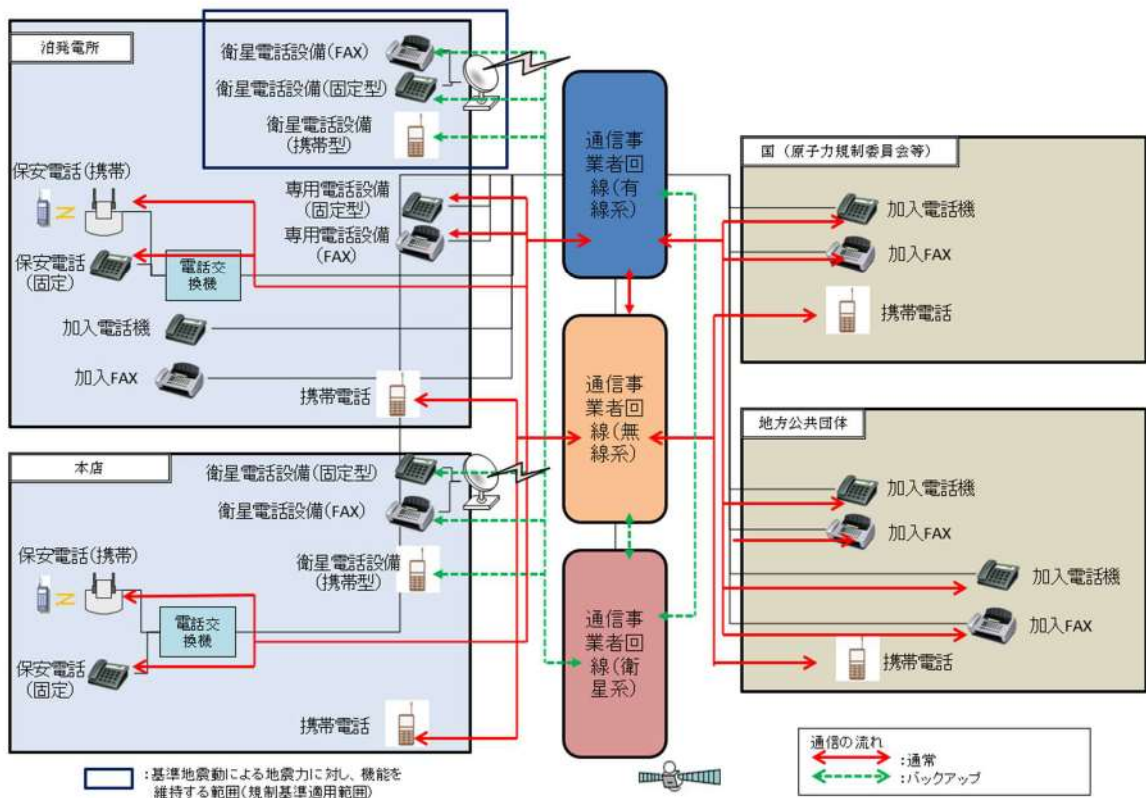 泊発電所
衛星電話設備(FAX)
衛星電話設備(固定型)
衛星電話設備
(携帯型)
保安電話(携帯)
専用電話設備
(固定型)
専用電話設備
(FAX)
保安電話
(固定)
電話交
換機
加入電話機
加入FAX
携帯電話
本店
衛星電話設備(固定型)
衛星電話設備(FAX)
保安電話(携帯)
衛星電話設備
(携帯型)
電話交
換機
保安電話
(固定)
携帯電話
通信事
業者回
線(有
線系)
通信事
業者回
線(無
線系)
通信事
業者回
線(衛
星系)
国(原子力規制委員会等)
加入電話機
加入FAX
携帯電話
地方公共団体
加入電話機
加入FAX
加入電話機
加入FAX
携帯電話
:基準地震動による地震力に対し、機能を
維持する範囲(規制基準適用範囲)
通信の流れ
:通常
:バックアップ